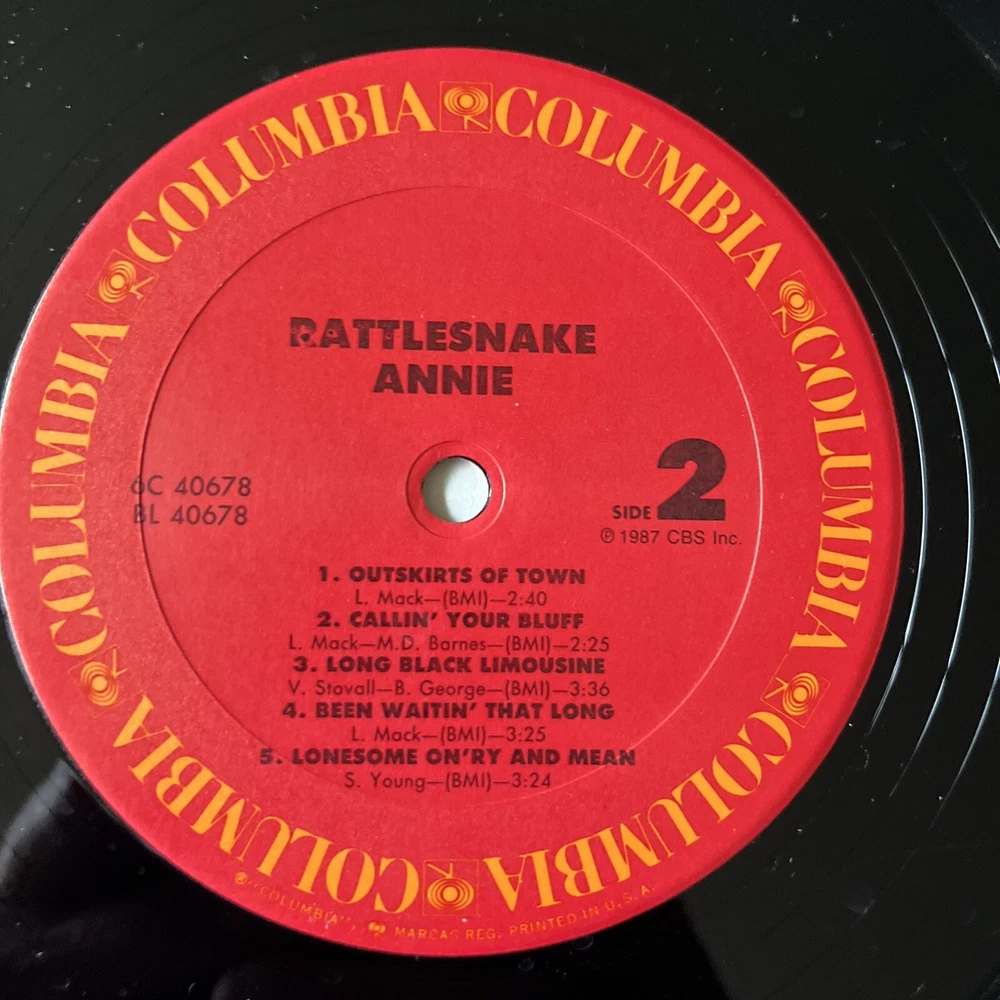 COLUMBIA COLUMBIA COLUMBIA COLUMBIA COLUMBIA COLUMBIA COLUMBIA
RATTLESNAKE
ANNIE
6C 40678
BL 40678
SIDE 2
℗ 1987 CBS Inc.
1. OUTSKIRTS OF TOWN
L. Mack—(BMI)—2:40
2. CALLIN' YOUR BLUFF
L. Mack—M.D. Barnes—(BMI)—2:25
3. LONG BLACK LIMOUSINE
V. Stovall—B. George—(BMI)—3:36
4. BEEN WAITIN' THAT LONG
L. Mack—(BMI)—3:25
5. LONESOME ON'RY AND MEAN
S. Young—(BMI)—3:24
® "COLUMBIA" MARCAS REG. PRINTED IN U.S.A.